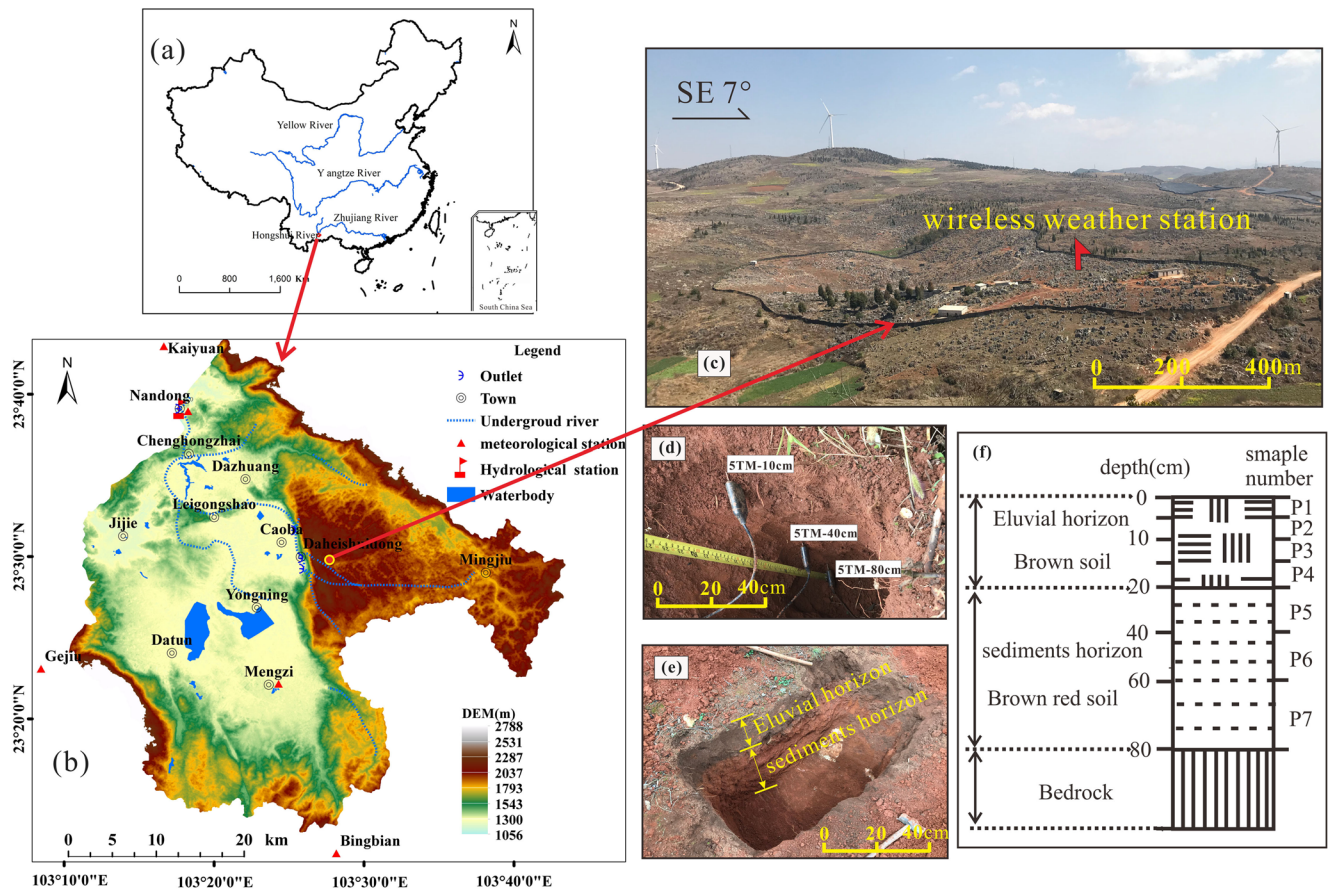 (a)
N
Yellow River
Y angtze River
Zhujiang River
Hongshui River
0 800 1,600 Km
South China Sea
SE 7°
wireless weather station
(c)
0 200 400m
N
Kaiyuan
Nandong
Chenghongzhai
Dazhuang
Leigongshao
Jijie
Caoba
Daheishuidong
Mingjiu
Yongning
Datun
Gejiu
Mengzi
Bingbian
Legend
Outlet
Town
Undergroud river
meteorological station
Hydrological station
Waterbody
DEM(m)
2788
2531
2287
2037
1793
1543
1300
1056
(b)
0 5 10 20 km
23°40'0"N
23°30'0"N
23°20'0"N
103°10'0"E 103°20'0"E 103°30'0"E 103°40'0"E
(d)
5TM-10cm
5TM-40cm
5TM-80cm
0 20 40cm
(e)
Eluvial horizon
sediments horizon
0 20 40cm
(f)
depth(cm)
smaple
number
0
10
20
40
60
80
Eluvial horizon
Brown soil
sediments horizon
Brown red soil
Bedrock
P1
P2
P3
P4
P5
P6
P7